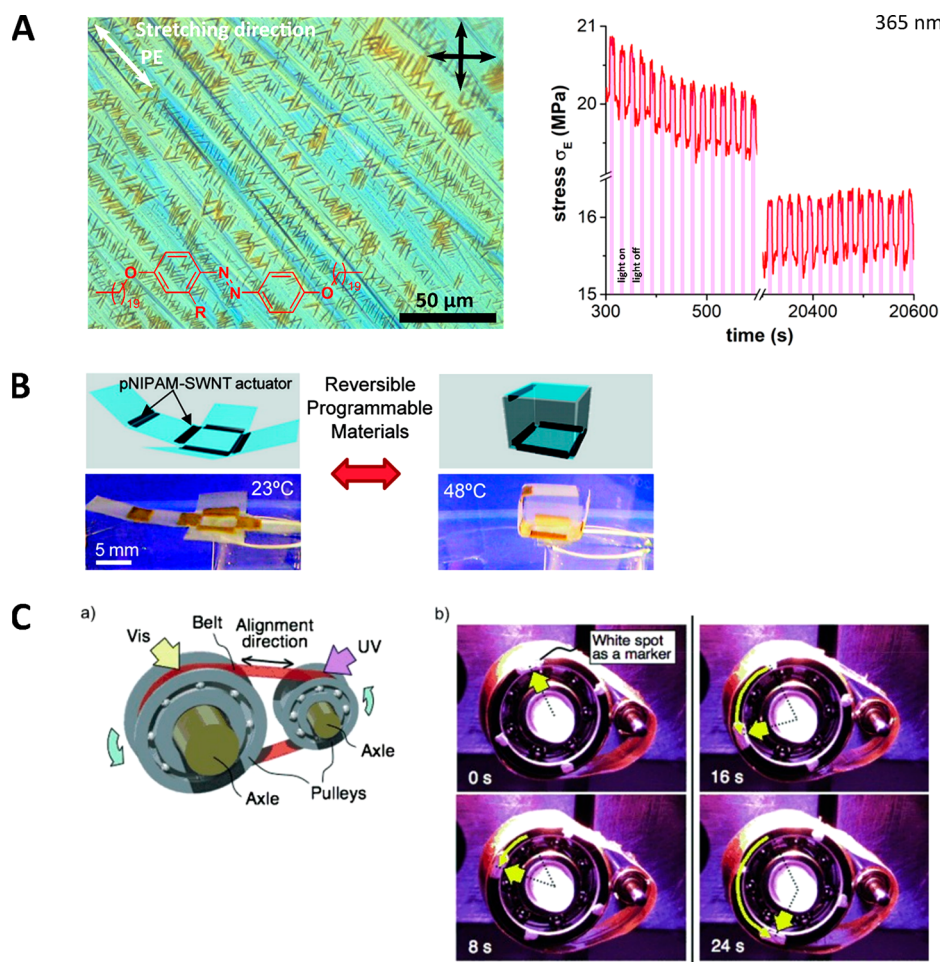 A
Stretching direction
PE
O
N
N
O
19
R
19
50 µm
365 nm
stress σE (MPa)
21
20
16
15
light on
light off
300
500
20400
20600
time (s)
B
pNIPAM-SWNT actuator
Reversible
Programmable
Materials
23ºC
5 mm
48ºC
C
a)
Vis
Belt
Alignment
direction
UV
Axle
Pulleys
Axle
b)
White spot
as a marker
0 s
16 s
8 s
24 s